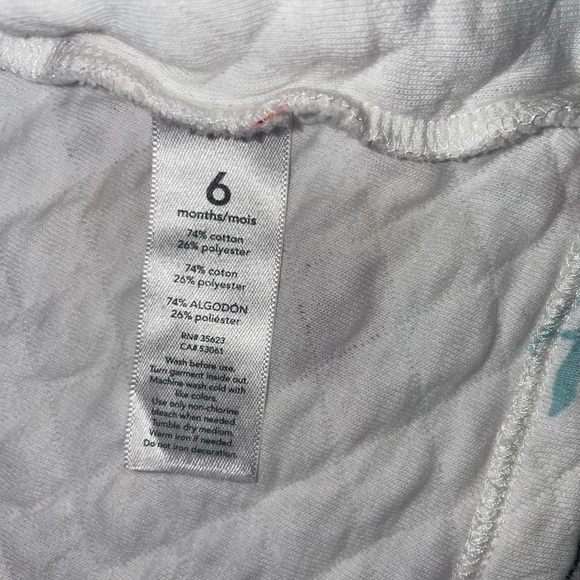 6
months/mois
74% cotton
26% polyester
74% coton
26% polyester
74% ALGODÓN
26% poliéster
RN# 35623
CA# 53061
Wash before use.
Turn garment inside out.
Machine wash cold with
like colors.
Use only non-chlorine
bleach when needed.
Tumble dry medium.
Warm iron if needed.
Do not iron decoration.